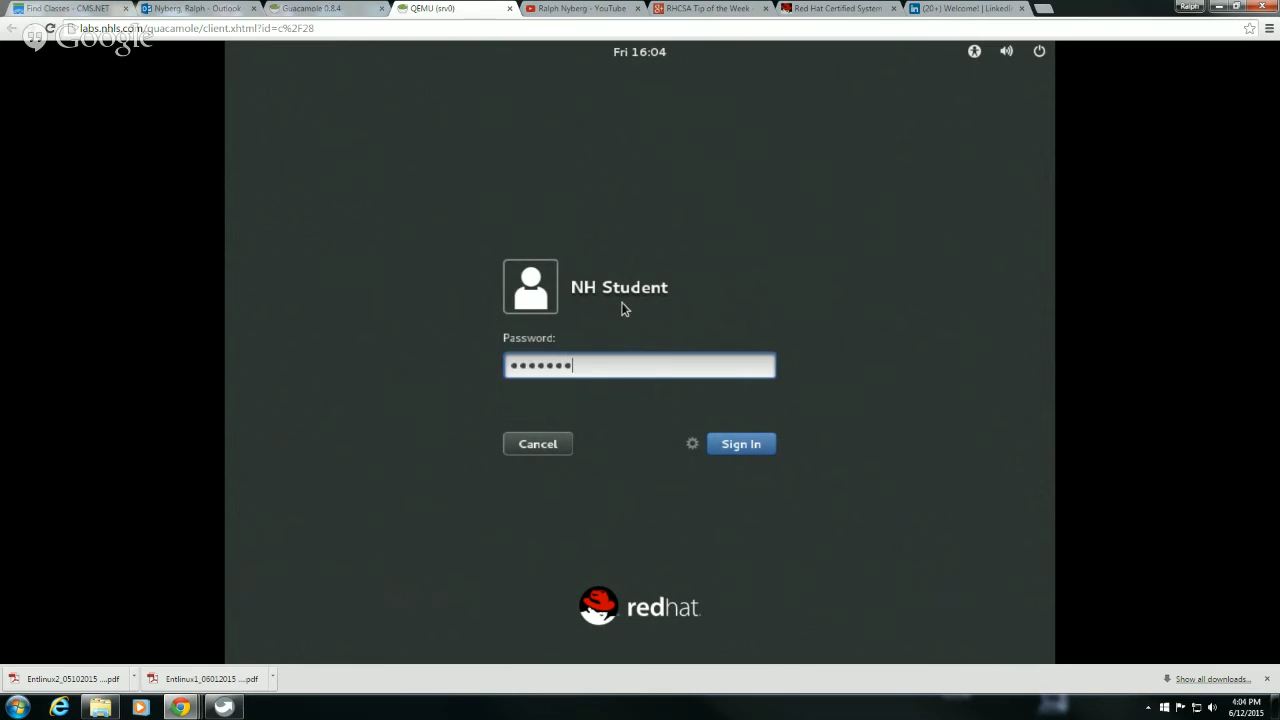 Find Classes - CMS.NET
Nyberg, Ralph - Outlook
Guacamole 0.8.4
QEMU (srv0)
Ralph Nyberg - YouTube
RHCSA Tip of the Week -
Red Hat Certified System
(20+) Welcome! | LinkedIn
Ralph
labs.nhls.com/guacamole/client.xhtml?id=c%2F28
Google
Fri 16:04
NH Student
Password:
Cancel
Sign In
redhat.
Entlinux2_05102015 ....pdf
Entlinux1_06012015 ....pdf
Show all downloads...
4:04 PM
6/12/2015